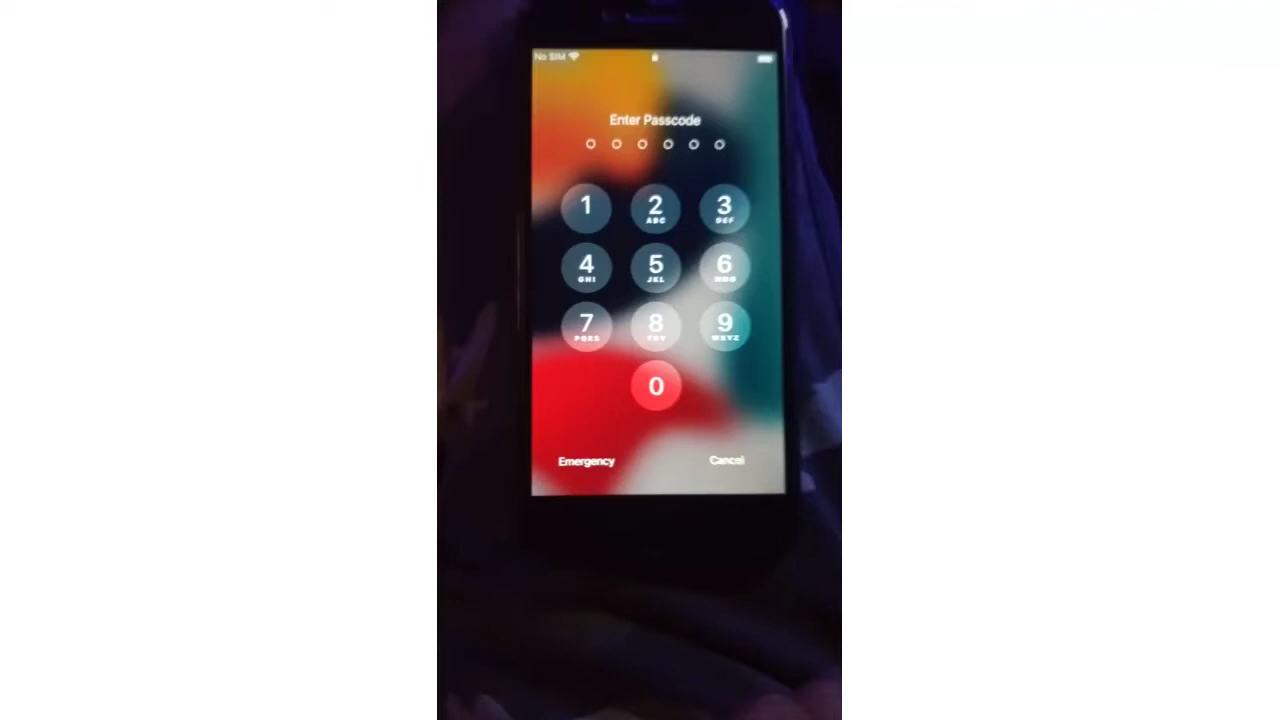 No SIM
Enter Passcode
1 2 3
ABC DEF
4 5 6
GHI JKL MNO
7 8 9
PQRS TUV WXYZ
0
Emergency Cancel